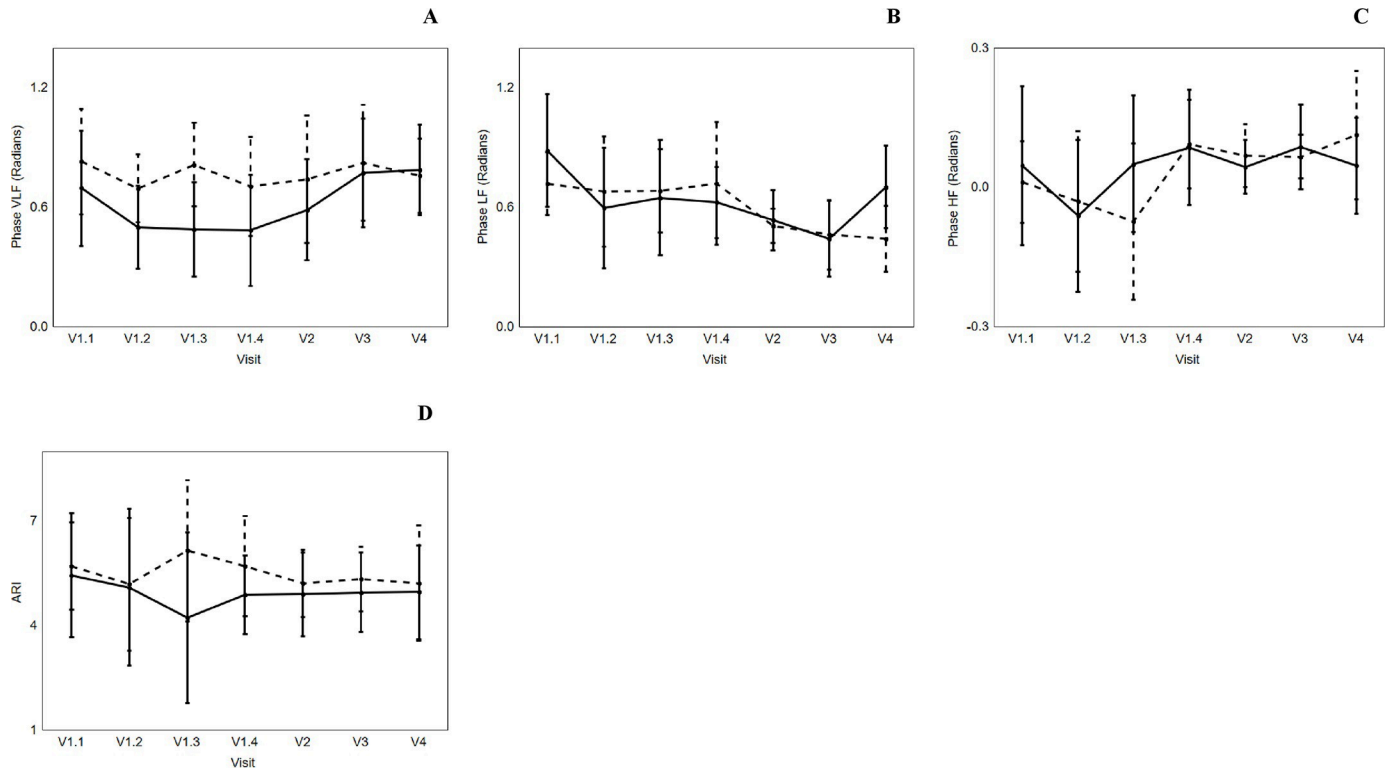 A
Phase VLF (Radians)
1.2
0.6
0.0
V1.1 V1.2 V1.3 V1.4 V2 V3 V4
Visit
B
Phase LF (Radians)
1.2
0.6
0.0
V1.1 V1.2 V1.3 V1.4 V2 V3 V4
Visit
C
Phase HF (Radians)
0.3
0.0
-0.3
V1.1 V1.2 V1.3 V1.4 V2 V3 V4
Visit
D
ARI
7
4
1
V1.1 V1.2 V1.3 V1.4 V2 V3 V4
Visit